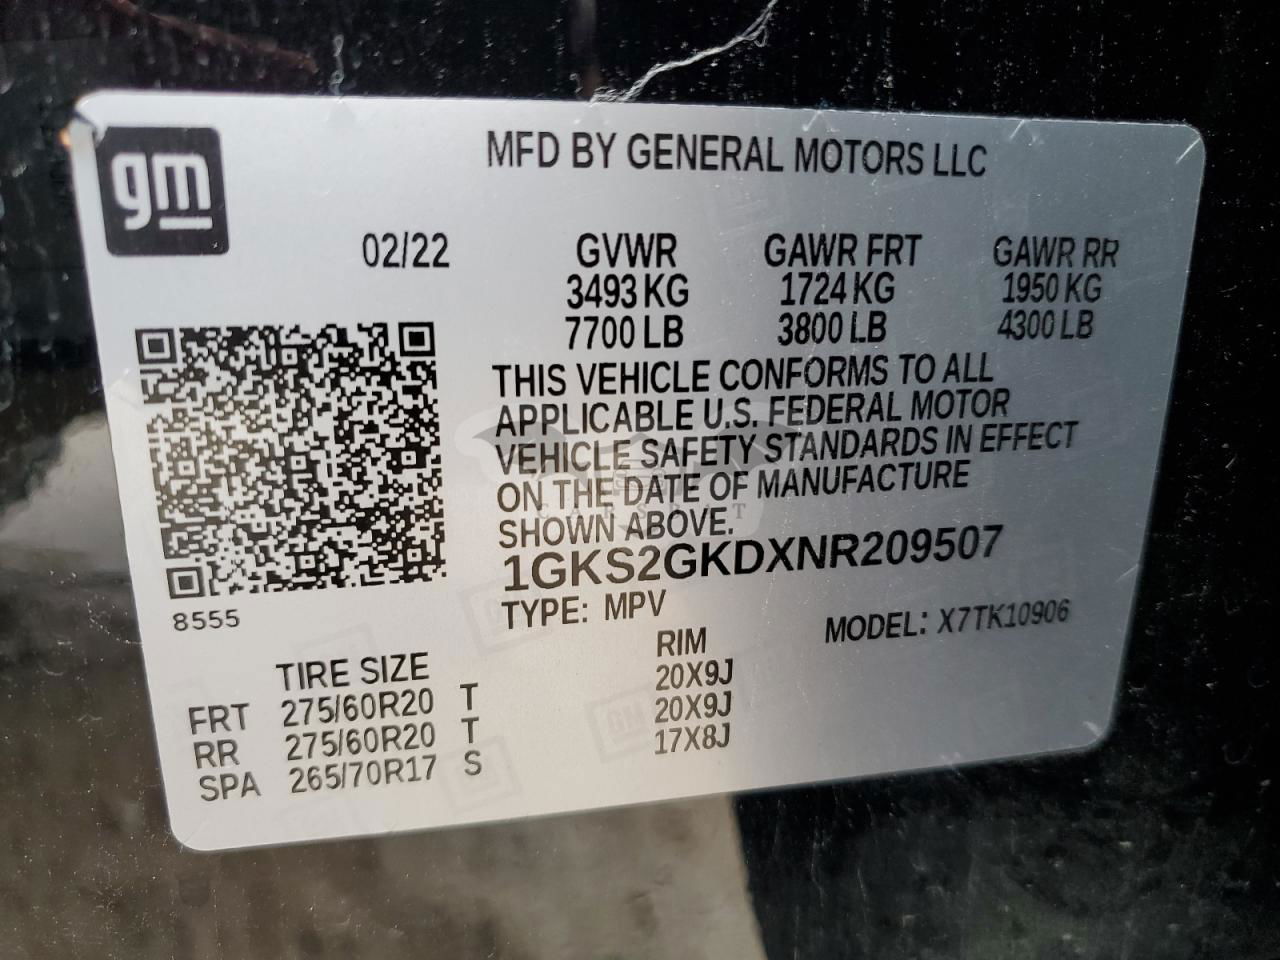 gm
MFD BY GENERAL MOTORS LLC
02/22 GVWR GAWR FRT GAWR RR
3493 KG 1724 KG 1950 KG
7700 LB 3800 LB 4300 LB
THIS VEHICLE CONFORMS TO ALL
APPLICABLE U.S. FEDERAL MOTOR
VEHICLE SAFETY STANDARDS IN EFFECT
ON THE DATE OF MANUFACTURE
SHOWN ABOVE.
1GKS2GKDXNR209507
8555
TYPE: MPV MODEL: X7TK10906
TIRE SIZE RIM
FRT 275/60R20 T 20X9J
RR 275/60R20 T 20X9J
SPA 265/70R17 S 17X8J